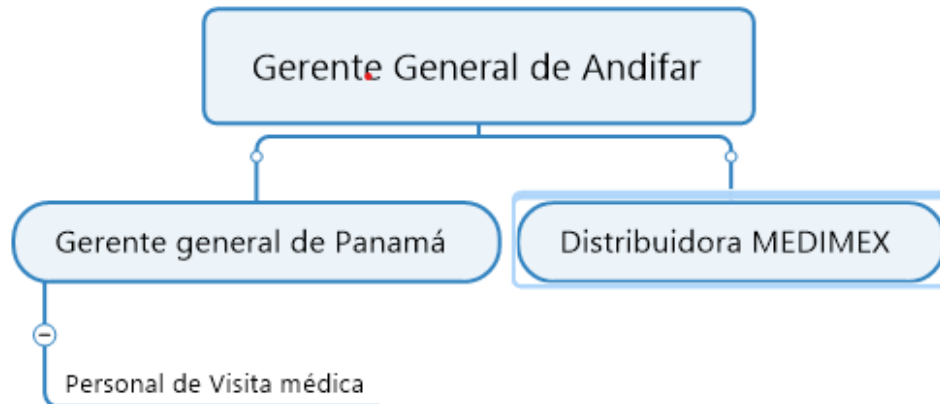 Gerente General de Andifar
Gerente general de Panamá
Distribuidora MEDIMEX
Personal de Visita médica